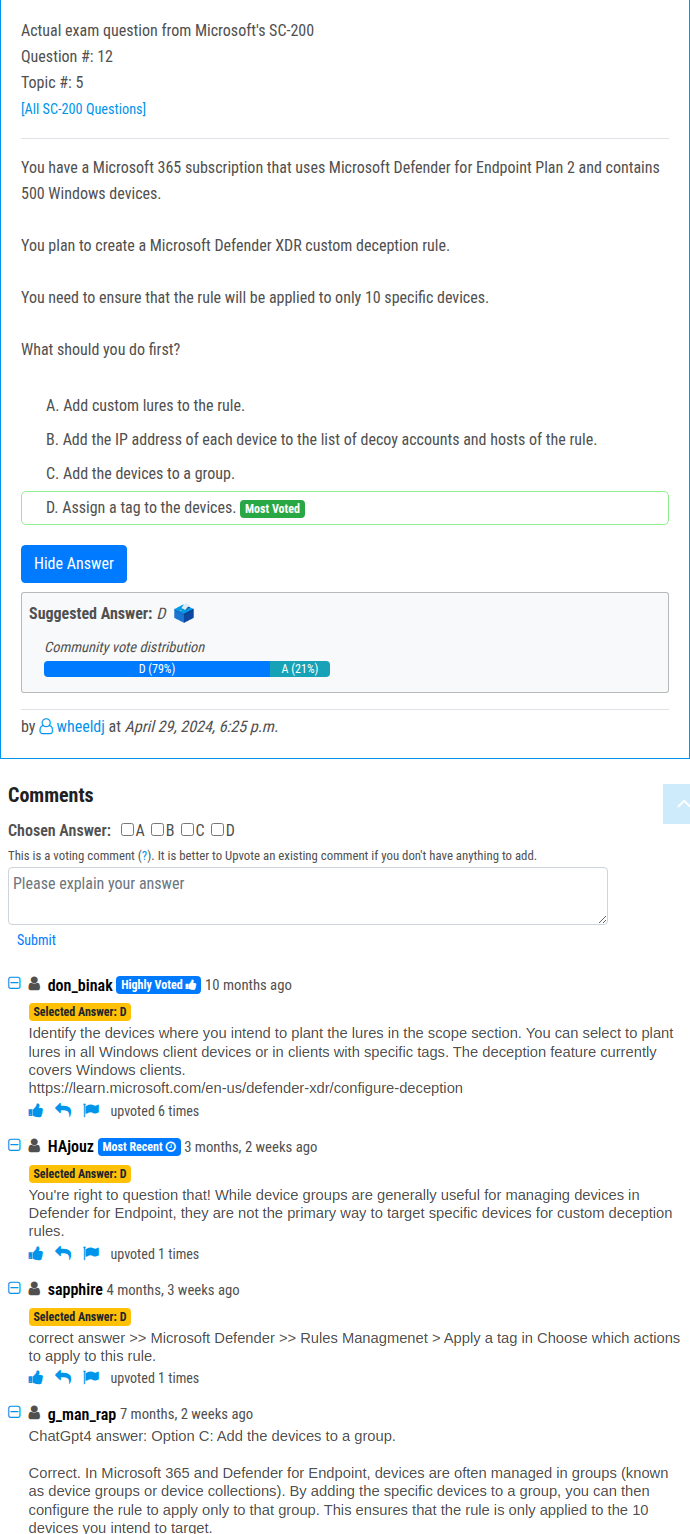 Actual exam question from Microsoft's SC-200
Question #: 12
Topic #: 5
[All SC-200 Questions]
You have a Microsoft 365 subscription that uses Microsoft Defender for Endpoint Plan 2 and contains
500 Windows devices.
You plan to create a Microsoft Defender XDR custom deception rule.
You need to ensure that the rule will be applied to only 10 specific devices.
What should you do first?
A. Add custom lures to the rule.
B. Add the IP address of each device to the list of decoy accounts and hosts of the rule.
C. Add the devices to a group.
D. Assign a tag to the devices. Most Voted
Hide Answer
Suggested Answer: D
Community vote distribution
D (79%) A (21%)
by wheeldj at April 29, 2024, 6:25 p.m.
Comments
Chosen Answer: A B C D
This is a voting comment (?). It is better to Upvote an existing comment if you don't have anything to add.
Please explain your answer
Submit
don_binak Highly Voted 10 months ago
Selected Answer: D
Identify the devices where you intend to plant the lures in the scope section. You can select to plant
lures in all Windows client devices or in clients with specific tags. The deception feature currently
covers Windows clients.
https://learn.microsoft.com/en-us/defender-xdr/configure-deception
upvoted 6 times
HAjouz Most Recent 3 months, 2 weeks ago
Selected Answer: D
You're right to question that! While device groups are generally useful for managing devices in
Defender for Endpoint, they are not the primary way to target specific devices for custom deception
rules.
upvoted 1 times
sapphire 4 months, 3 weeks ago
Selected Answer: D
correct answer >> Microsoft Defender >> Rules Managmenet > Apply a tag in Choose which actions
to apply to this rule.
upvoted 1 times
g_man_rap 7 months, 2 weeks ago
ChatGpt4 answer: Option C: Add the devices to a group.
Correct. In Microsoft 365 and Defender for Endpoint, devices are often managed in groups (known
as device groups or device collections). By adding the specific devices to a group, you can then
configure the rule to apply only to that group. This ensures that the rule is only applied to the 10
devices you intend to target.